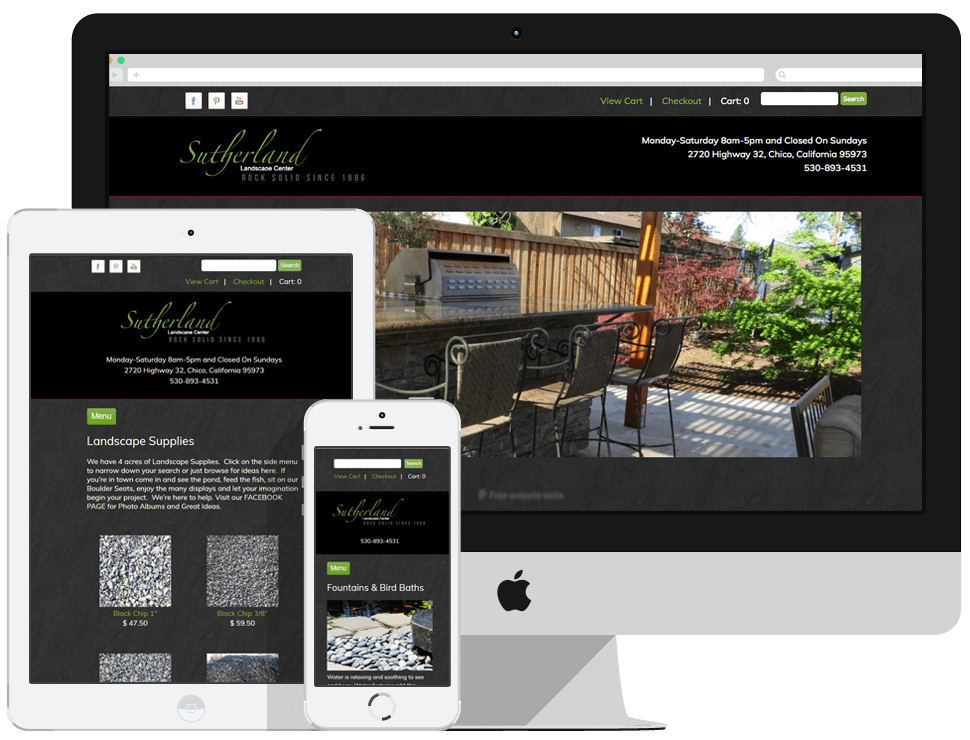 View Cart | Checkout | Cart: 0 Search
Sutherland
Landscape Center
ROCK SOLID SINCE 1986
Monday-Saturday 8am-5pm and Closed On Sundays
2720 Highway 32, Chico, California 95973
530-893-4531
Free website tools
Search
View Cart | Checkout | Cart: 0
Sutherland
Landscape Center
ROCK SOLID SINCE 1986
Monday-Saturday 8am-5pm and Closed On Sundays
2720 Highway 32, Chico, California 95973
530-893-4531
Menu
Landscape Supplies
We have 4 acres of Landscape Supplies. Click on the side menu
to narrow down your search or just browse for ideas here. If
you're in town come in and see the pond, feed the fish, sit on our
Boulder Seats, enjoy the many displays and let your imagination
begin your project. We're here to help. Visit our FACEBOOK
PAGE for Photo Albums and Great Ideas.
Black Chip 1"
$ 47.50
Black Chip 3/8"
$ 59.50
Search
View Cart | Checkout | Cart: 0
Sutherland
Landscape Center
ROCK SOLID SINCE 1986
530-893-4531
Menu
Fountains & Bird Baths
Water is relaxing and soothing to see